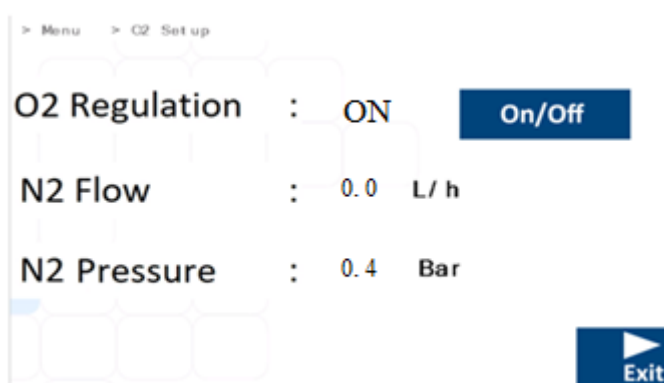 > Menu > O2 Set up
O2 Regulation : ON On/Off
N2 Flow : 0.0 L/h
N2 Pressure : 0.4 Bar
Exit